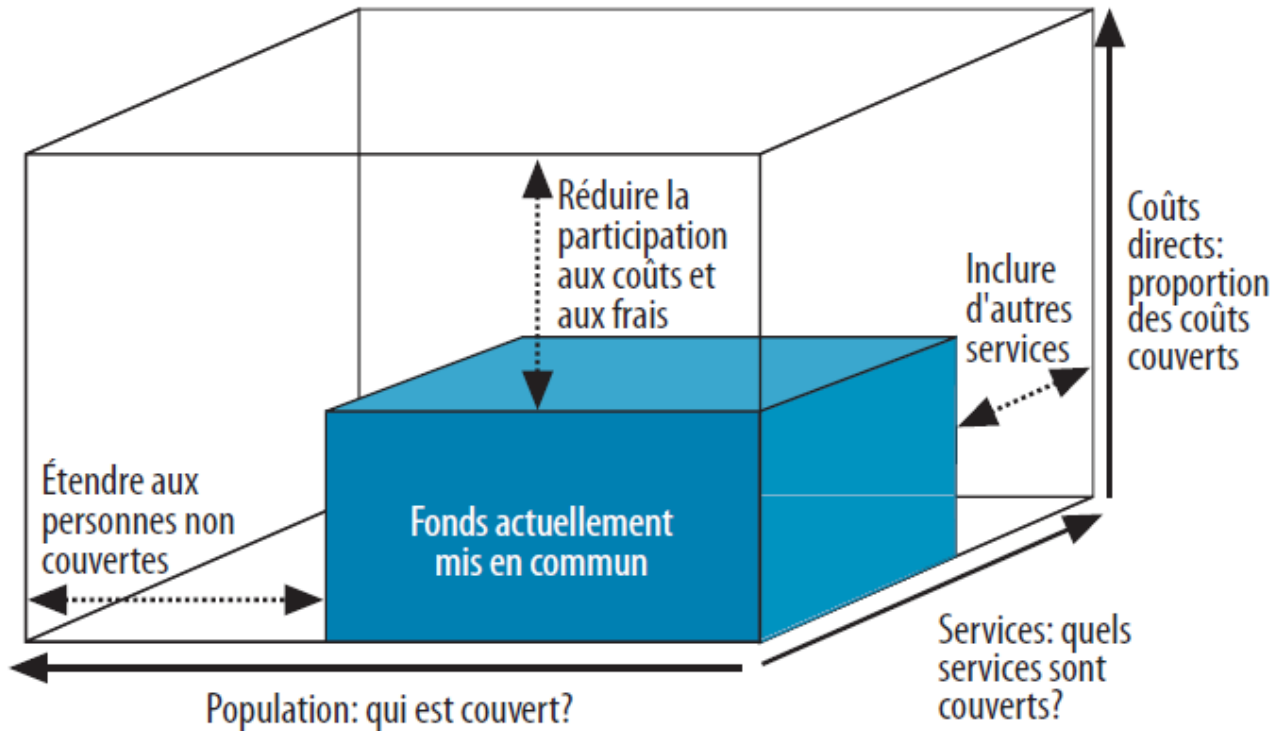 Réduire la
participation
aux coûts et
aux frais
Coûts
directs:
proportion
des coûts
couverts
Inclure
d'autres
services
Étendre aux
personnes non
couvertes
Fonds actuellement
mis en commun
Services: quels
services sont
couverts?
Population: qui est couvert?